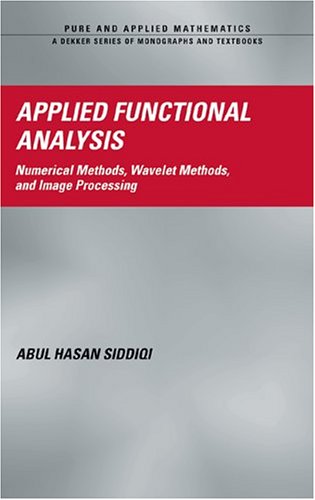 PURE AND APPLIED MATHEMATICS
A DEKKER SERIES OF MONOGRAPHS AND TEXTBOOKS
APPLIED FUNCTIONAL
ANALYSIS
Numerical Methods, Wavelet Methods,
and Image Processing
ABUL HASAN SIDDIQI